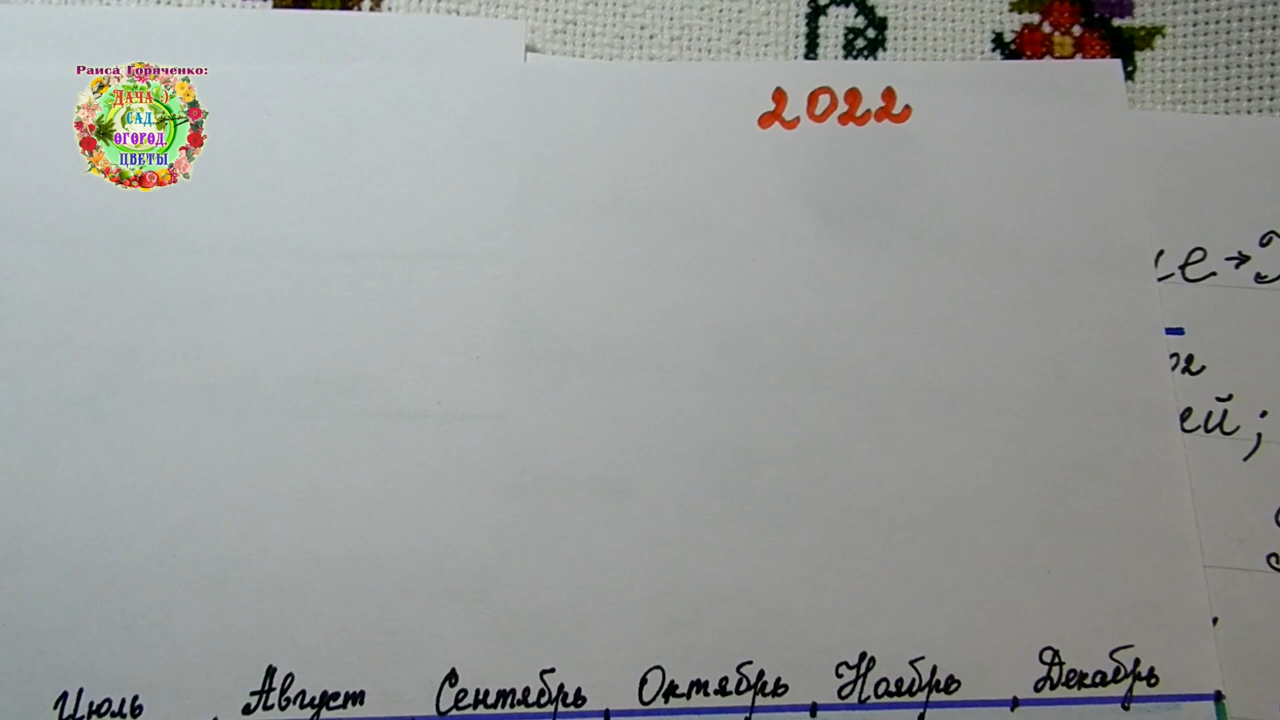 Раиса Горяченко:
Дача
САД.
ОГОРОД.
ЦВЕТЫ
2022
ей;
Июль Август Сентябрь Октябрь Ноябрь Декабрь